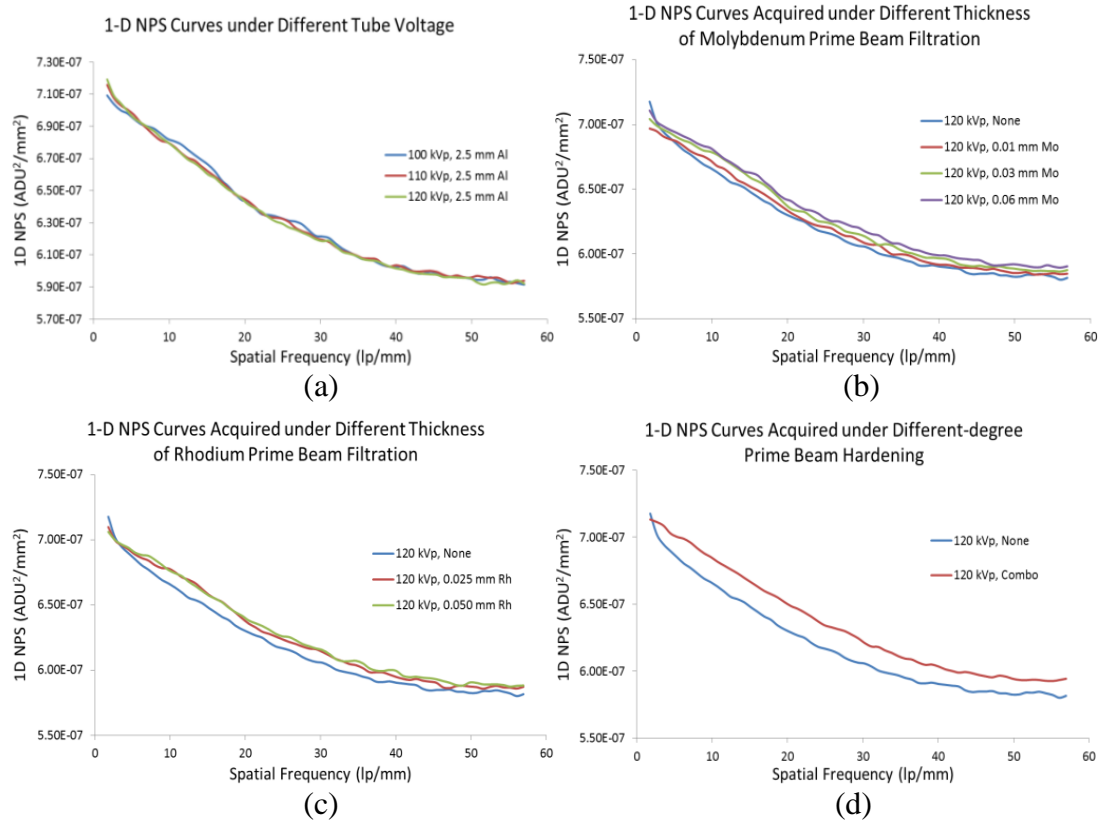 1-D NPS Curves under Different Tube Voltage
1D NPS (ADU²/mm²)
7.30E-07
7.10E-07
6.90E-07
6.70E-07
6.50E-07
6.30E-07
6.10E-07
5.90E-07
5.70E-07
100 kVp, 2.5 mm Al
110 kVp, 2.5 mm Al
120 kVp, 2.5 mm Al
0 10 20 30 40 50 60
Spatial Frequency (lp/mm)
(a)
1-D NPS Curves Acquired under Different Thickness
of Molybdenum Prime Beam Filtration
1D NPS (ADU²/mm²)
7.50E-07
7.00E-07
6.50E-07
6.00E-07
5.50E-07
120 kVp, None
120 kVp, 0.01 mm Mo
120 kVp, 0.03 mm Mo
120 kVp, 0.06 mm Mo
0 10 20 30 40 50 60
Spatial Frequency (lp/mm)
(b)
1-D NPS Curves Acquired under Different Thickness
of Rhodium Prime Beam Filtration
1D NPS (ADU²/mm²)
7.50E-07
7.00E-07
6.50E-07
6.00E-07
5.50E-07
120 kVp, None
120 kVp, 0.025 mm Rh
120 kVp, 0.050 mm Rh
0 10 20 30 40 50 60
Spatial Frequency (lp/mm)
(c)
1-D NPS Curves Acquired under Different-degree
Prime Beam Hardening
1D NPS (ADU²/mm²)
7.50E-07
7.00E-07
6.50E-07
6.00E-07
5.50E-07
120 kVp, None
120 kVp, Combo
0 10 20 30 40 50 60
Spatial Frequency (lp/mm)
(d)